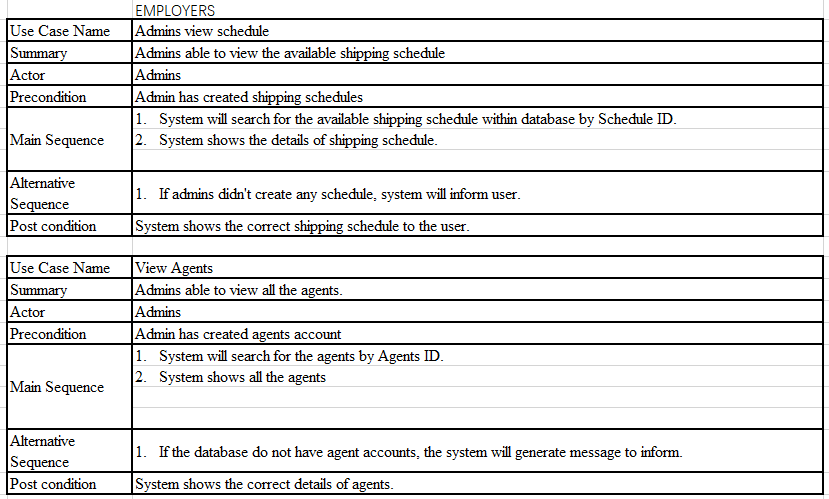 EMPLOYERS
Use Case Name Admins view schedule
Summary Admins able to view the available shipping schedule
Actor Admins
Precondition Admin has created shipping schedules
Main Sequence
1. System will search for the available shipping schedule within database by Schedule ID.
2. System shows the details of shipping schedule.
Alternative
Sequence
1. If admins didn't create any schedule, system will inform user.
Post condition System shows the correct shipping schedule to the user.
Use Case Name View Agents
Summary Admins able to view all the agents.
Actor Admins
Precondition Admin has created agents account
Main Sequence
1. System will search for the agents by Agents ID.
2. System shows all the agents
Alternative
Sequence
1. If the database do not have agent accounts, the system will generate message to inform.
Post condition System shows the correct details of agents.